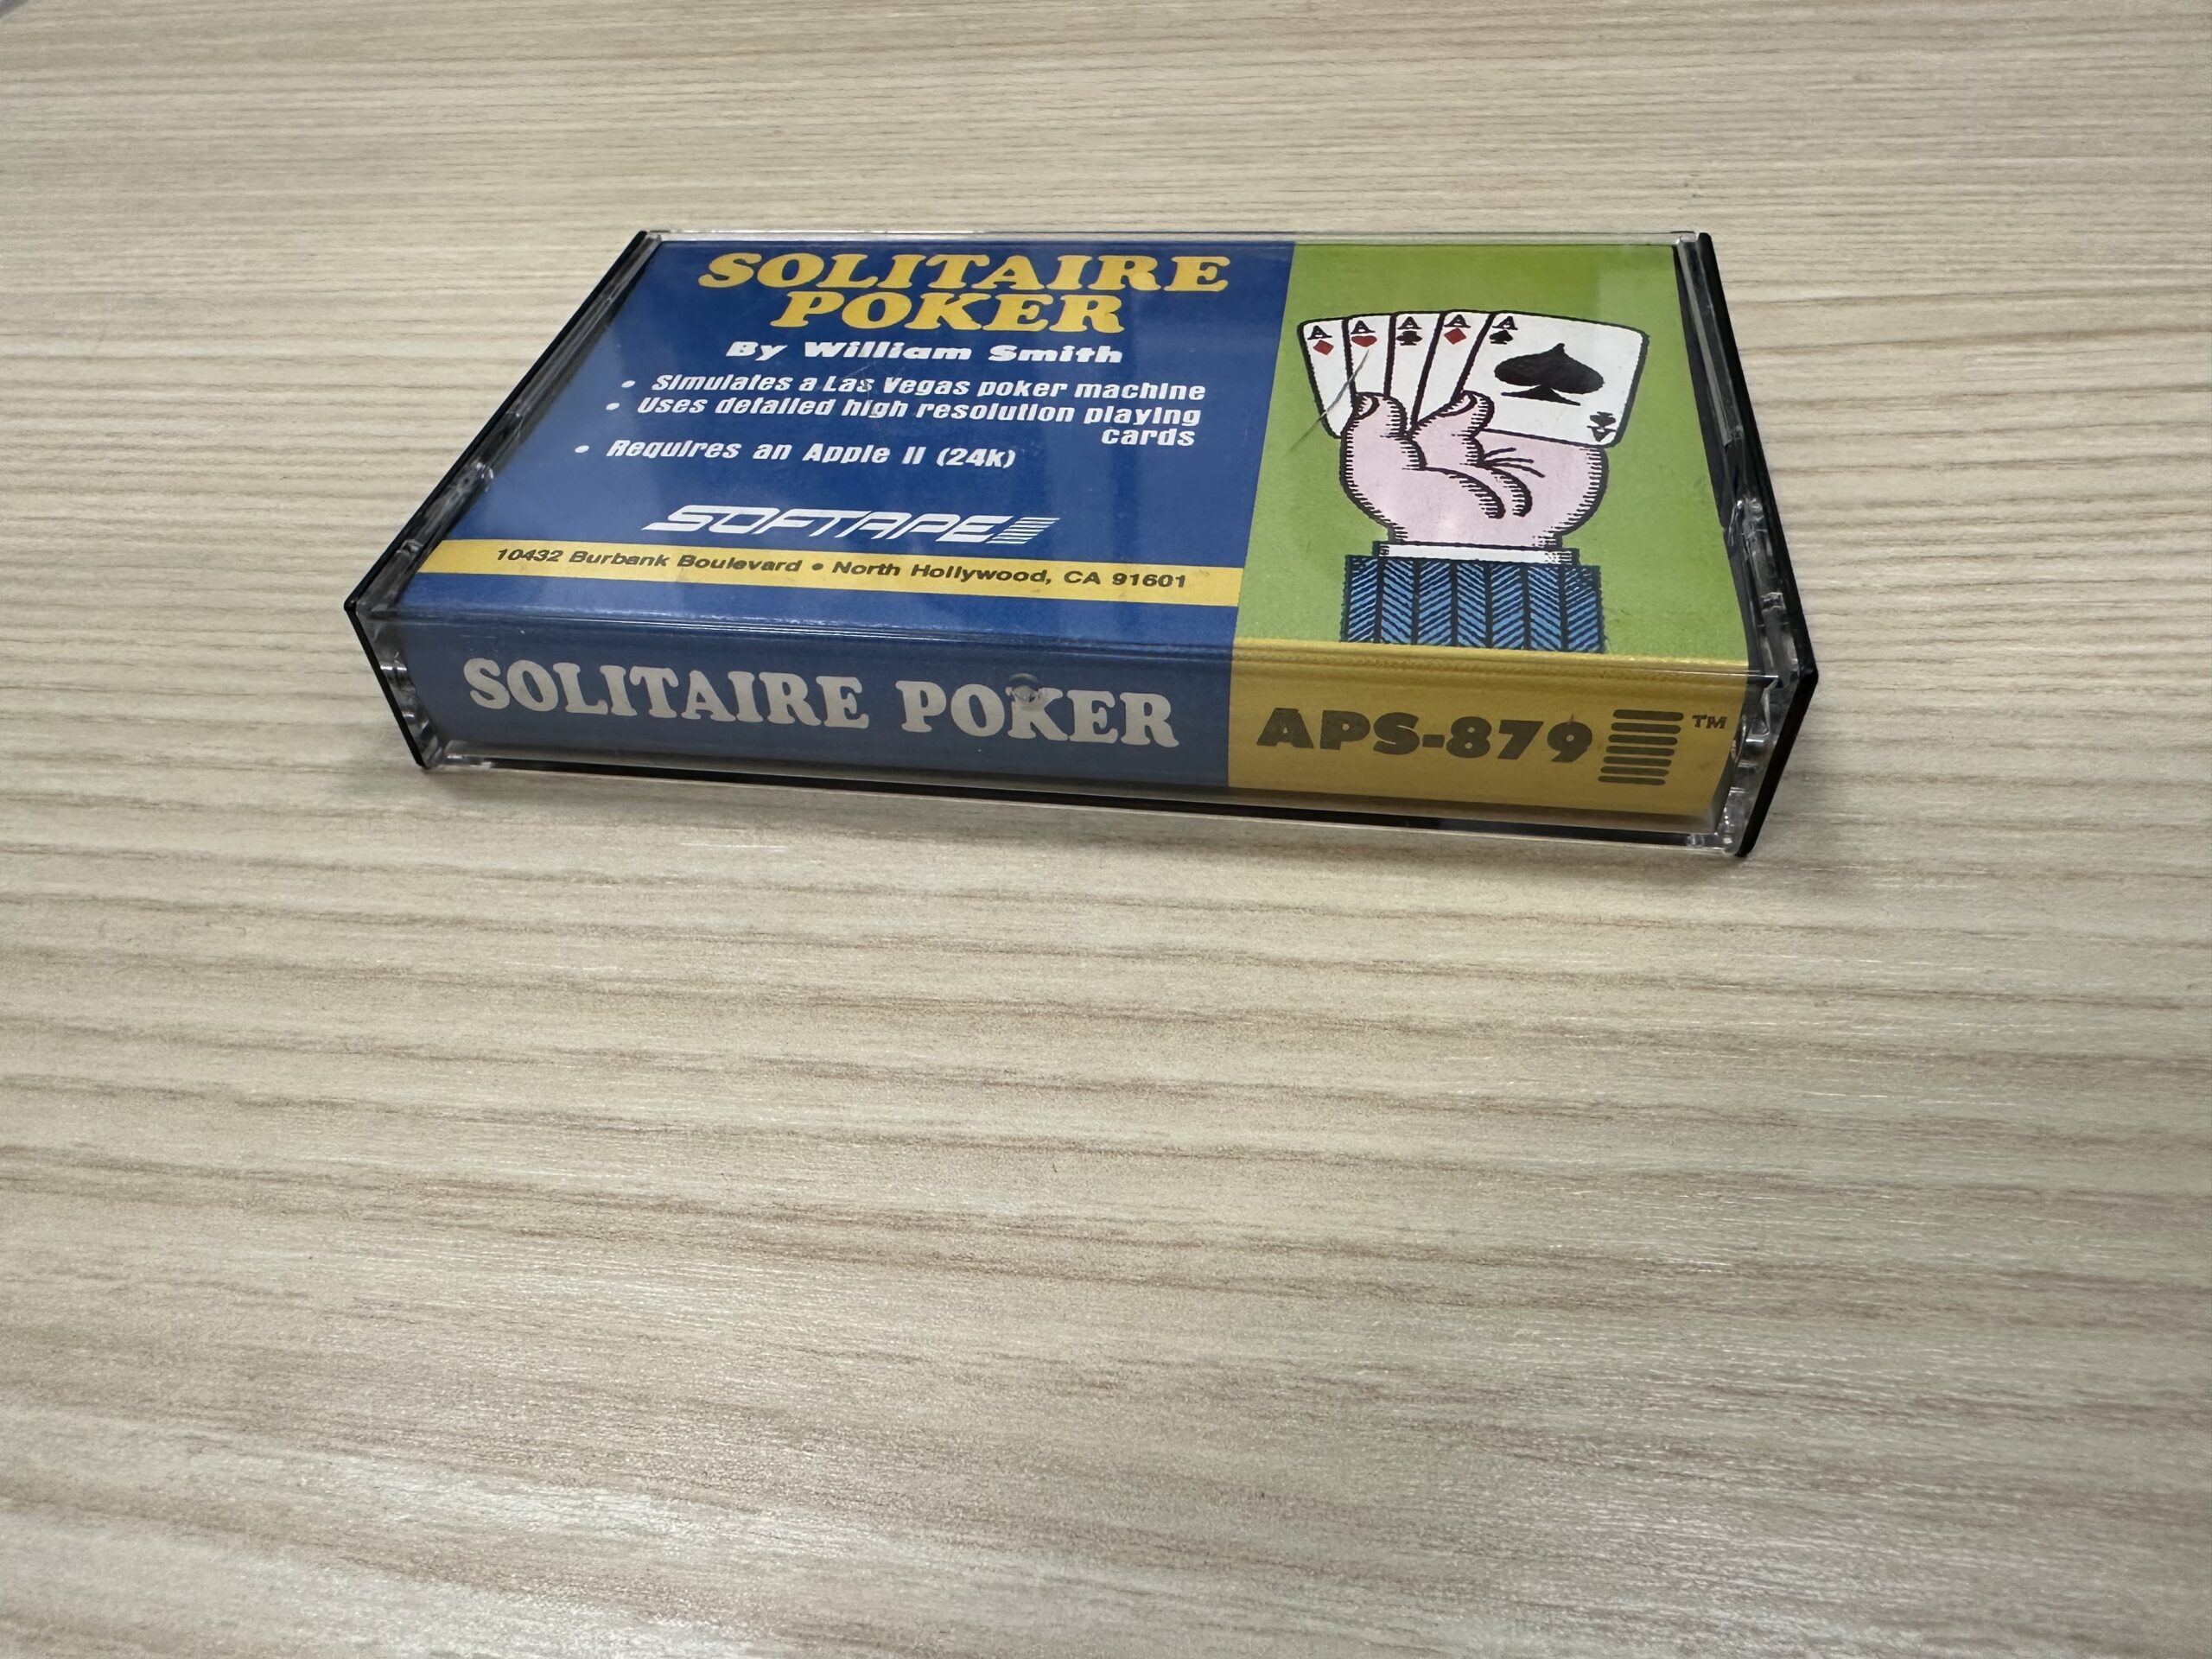 SOLITAIRE
POKER
By William Smith
• Simulates a Las Vegas poker machine
• Uses detailed high resolution playing
cards
• Requires an Apple II (24K)
SOFTAPE
10432 Burbank Boulevard • North Hollywood, CA 91601
A A A A A
A
SOLITAIRE POKER
APS-879 TM